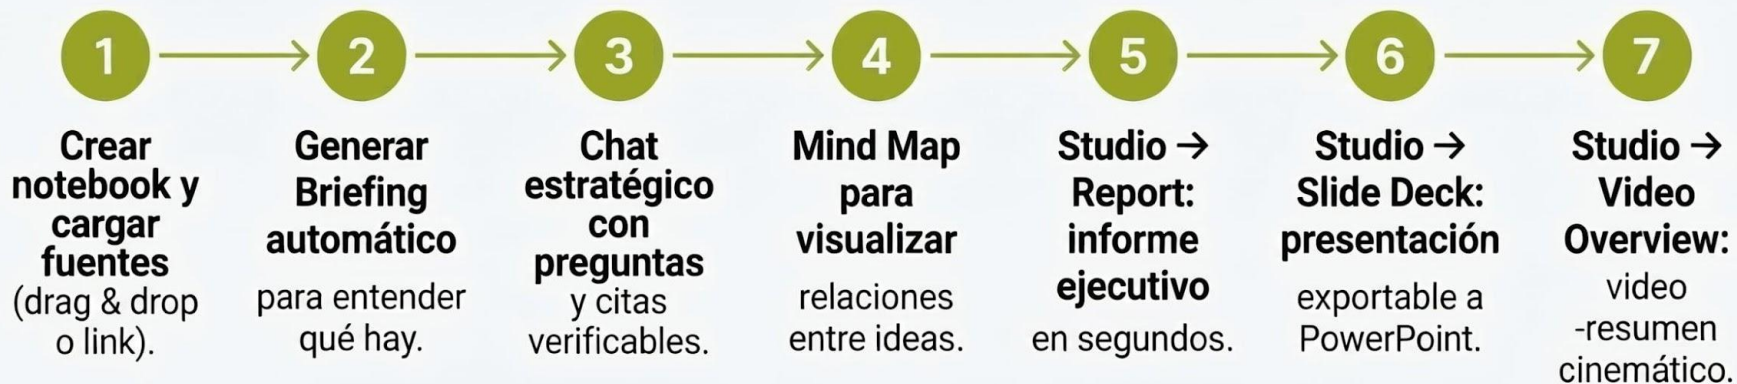 1
2
3
4
5
6
7
Crear
notebook y
cargar
fuentes
(drag & drop
o link).
Generar
Briefing
automático
para entender
qué hay.
Chat
estratégico
con
preguntas
y citas
verificables.
Mind Map
para
visualizar
relaciones
entre ideas.
Studio →
Report:
informe
ejecutivo
en segundos.
Studio →
Slide Deck:
presentación
exportable a
PowerPoint.
Studio →
Video
Overview:
video
-resumen
cinemático.